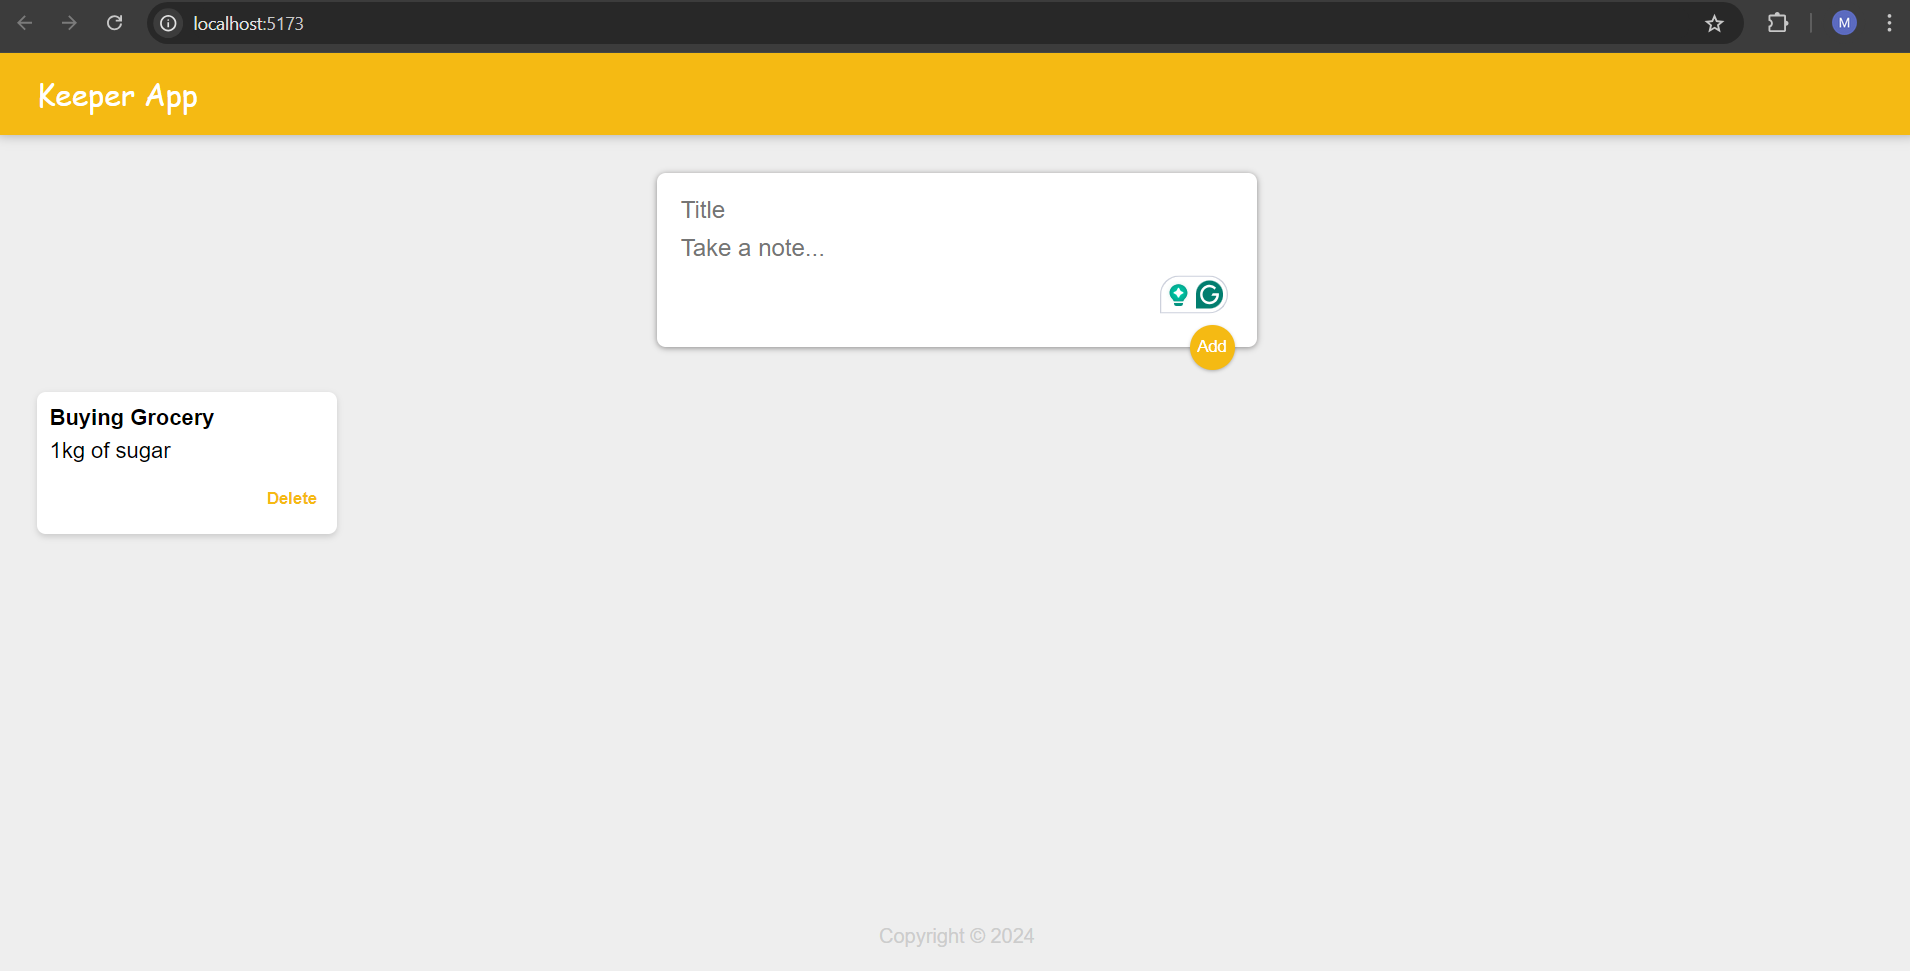 localhost:5173
M
Keeper App
Title
Take a note...
G
Add
Buying Grocery
1kg of sugar
Delete
Copyright © 2024